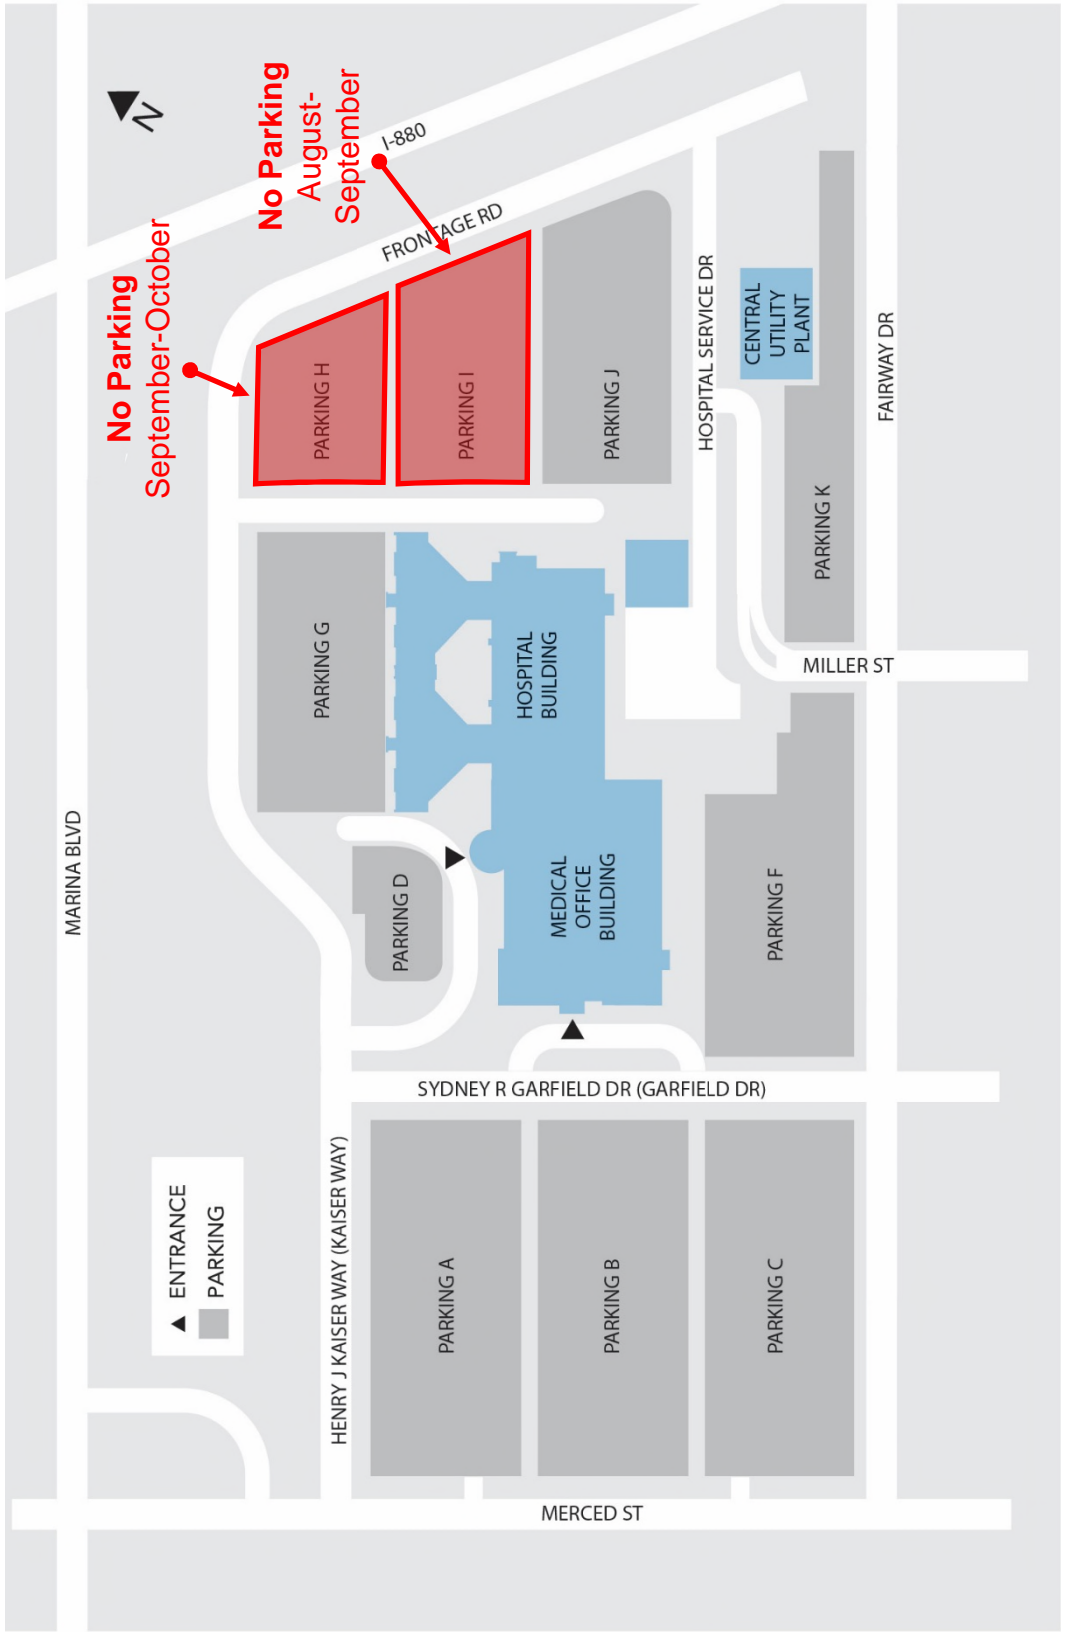 No Parking
August-
September
No Parking
September-October
N
I-880
FRONTAGE RD
PARKING H
PARKING I
PARKING J
HOSPITAL SERVICE DR
CENTRAL
UTILITY
PLANT
FAIRWAY DR
PARKING K
PARKING G
HOSPITAL
BUILDING
MILLER ST
MARINA BLVD
PARKING D
MEDICAL
OFFICE
BUILDING
PARKING F
SYDNEY R GARFIELD DR (GARFIELD DR)
HENRY J KAISER WAY (KAISER WAY)
ENTRANCE
PARKING
PARKING A
PARKING B
PARKING C
MERCED ST